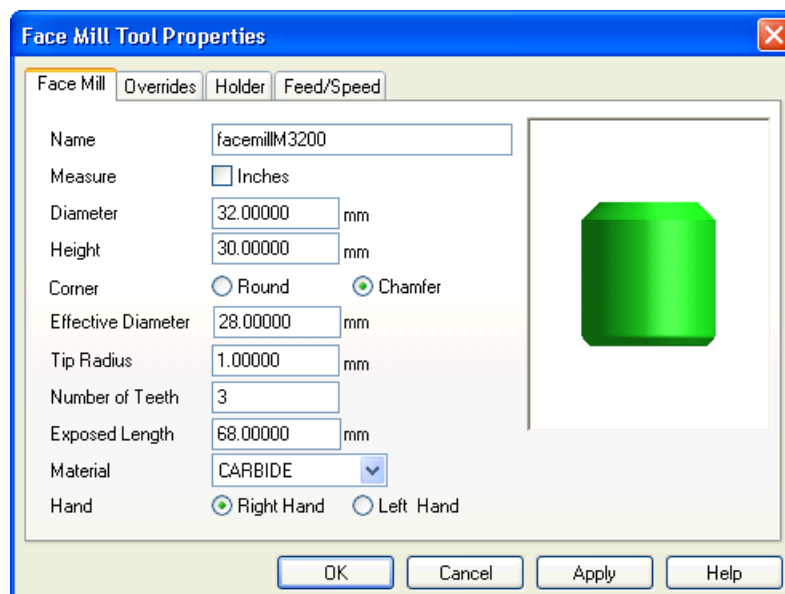 Face Mill Tool Properties
Face Mill Overrides Holder Feed/Speed
Name facemillM3200
Measure Inches
Diameter 32.00000 mm
Height 30.00000 mm
Corner Round Chamfer
Effective Diameter 28.00000 mm
Tip Radius 1.00000 mm
Number of Teeth 3
Exposed Length 68.00000 mm
Material CARBIDE
Hand Right Hand Left Hand
OK Cancel Apply Help